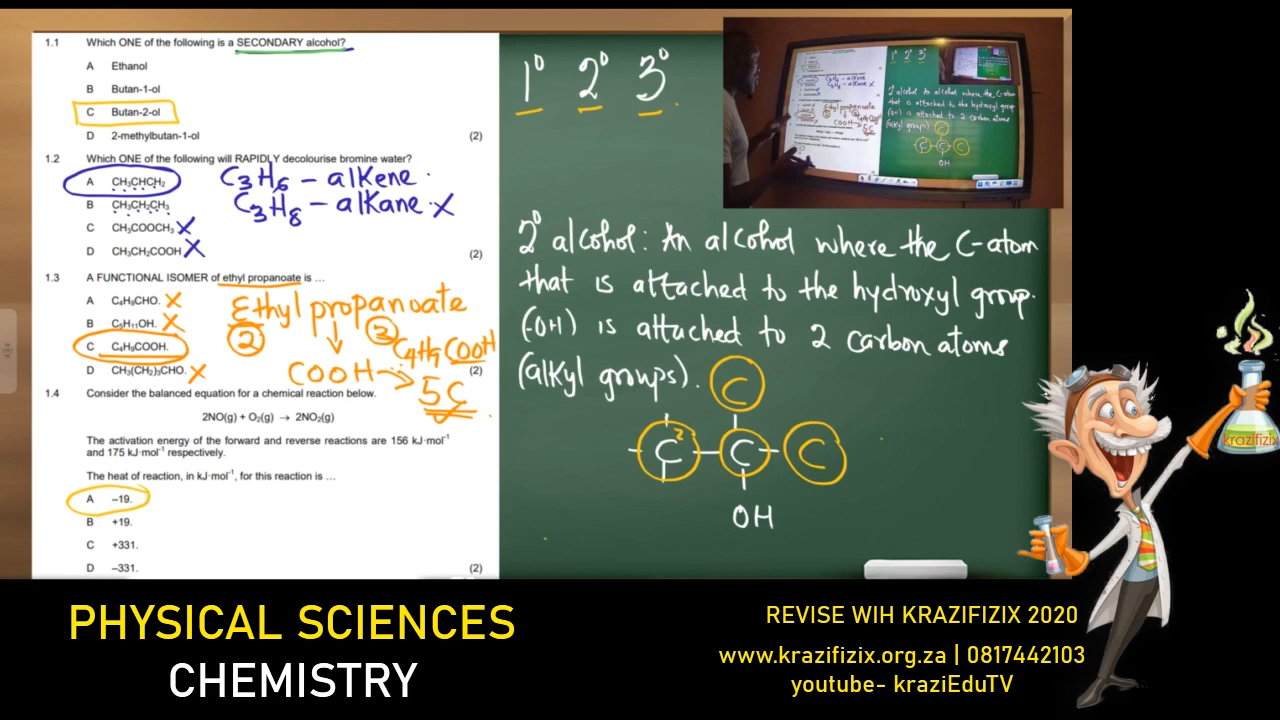 1.1 Which ONE of the following is a SECONDARY alcohol?
A Ethanol
B Butan-1-ol
C Butan-2-ol
D 2-methylbutan-1-ol (2)
1.2 Which ONE of the following will RAPIDLY decolourise bromine water?
A CH₃CHCH₂
B CH₃CH₂CH₃
C CH₃COOCH₃ X
D CH₃CH₂COOH X (2)
C₃H₆ – alkene
C₃H₈ – alkane X
1.3 A FUNCTIONAL ISOMER of ethyl propanoate is …
A C₄H₉CHO. X
B C₅H₁₁OH. X
C C₄H₉COOH.
D CH₃(CH₂)₃CHO. X (2)
Ethyl propanoate
2 3
C₄H₉COOH
COOH 5C
1.4 Consider the balanced equation for a chemical reaction below.
2NO(g) + O₂(g) → 2NO₂(g)
The activation energy of the forward and reverse reactions are 156 kJ·mol⁻¹
and 175 kJ·mol⁻¹ respectively.
The heat of reaction, in kJ·mol⁻¹, for this reaction is …
A –19.
B +19.
C +331.
D –331. (2)
1⁰ 2⁰ 3⁰
2⁰ alcohol: An alcohol where the C-atom
that is attached to the hydroxyl group.
(-OH) is attached to 2 carbon atoms
(alkyl groups).
C
C² C C
OH
krazifizix
PHYSICAL SCIENCES
CHEMISTRY
REVISE WIH KRAZIFIZIX 2020
www.krazifizix.org.za | 0817442103
youtube- kraziEduTV